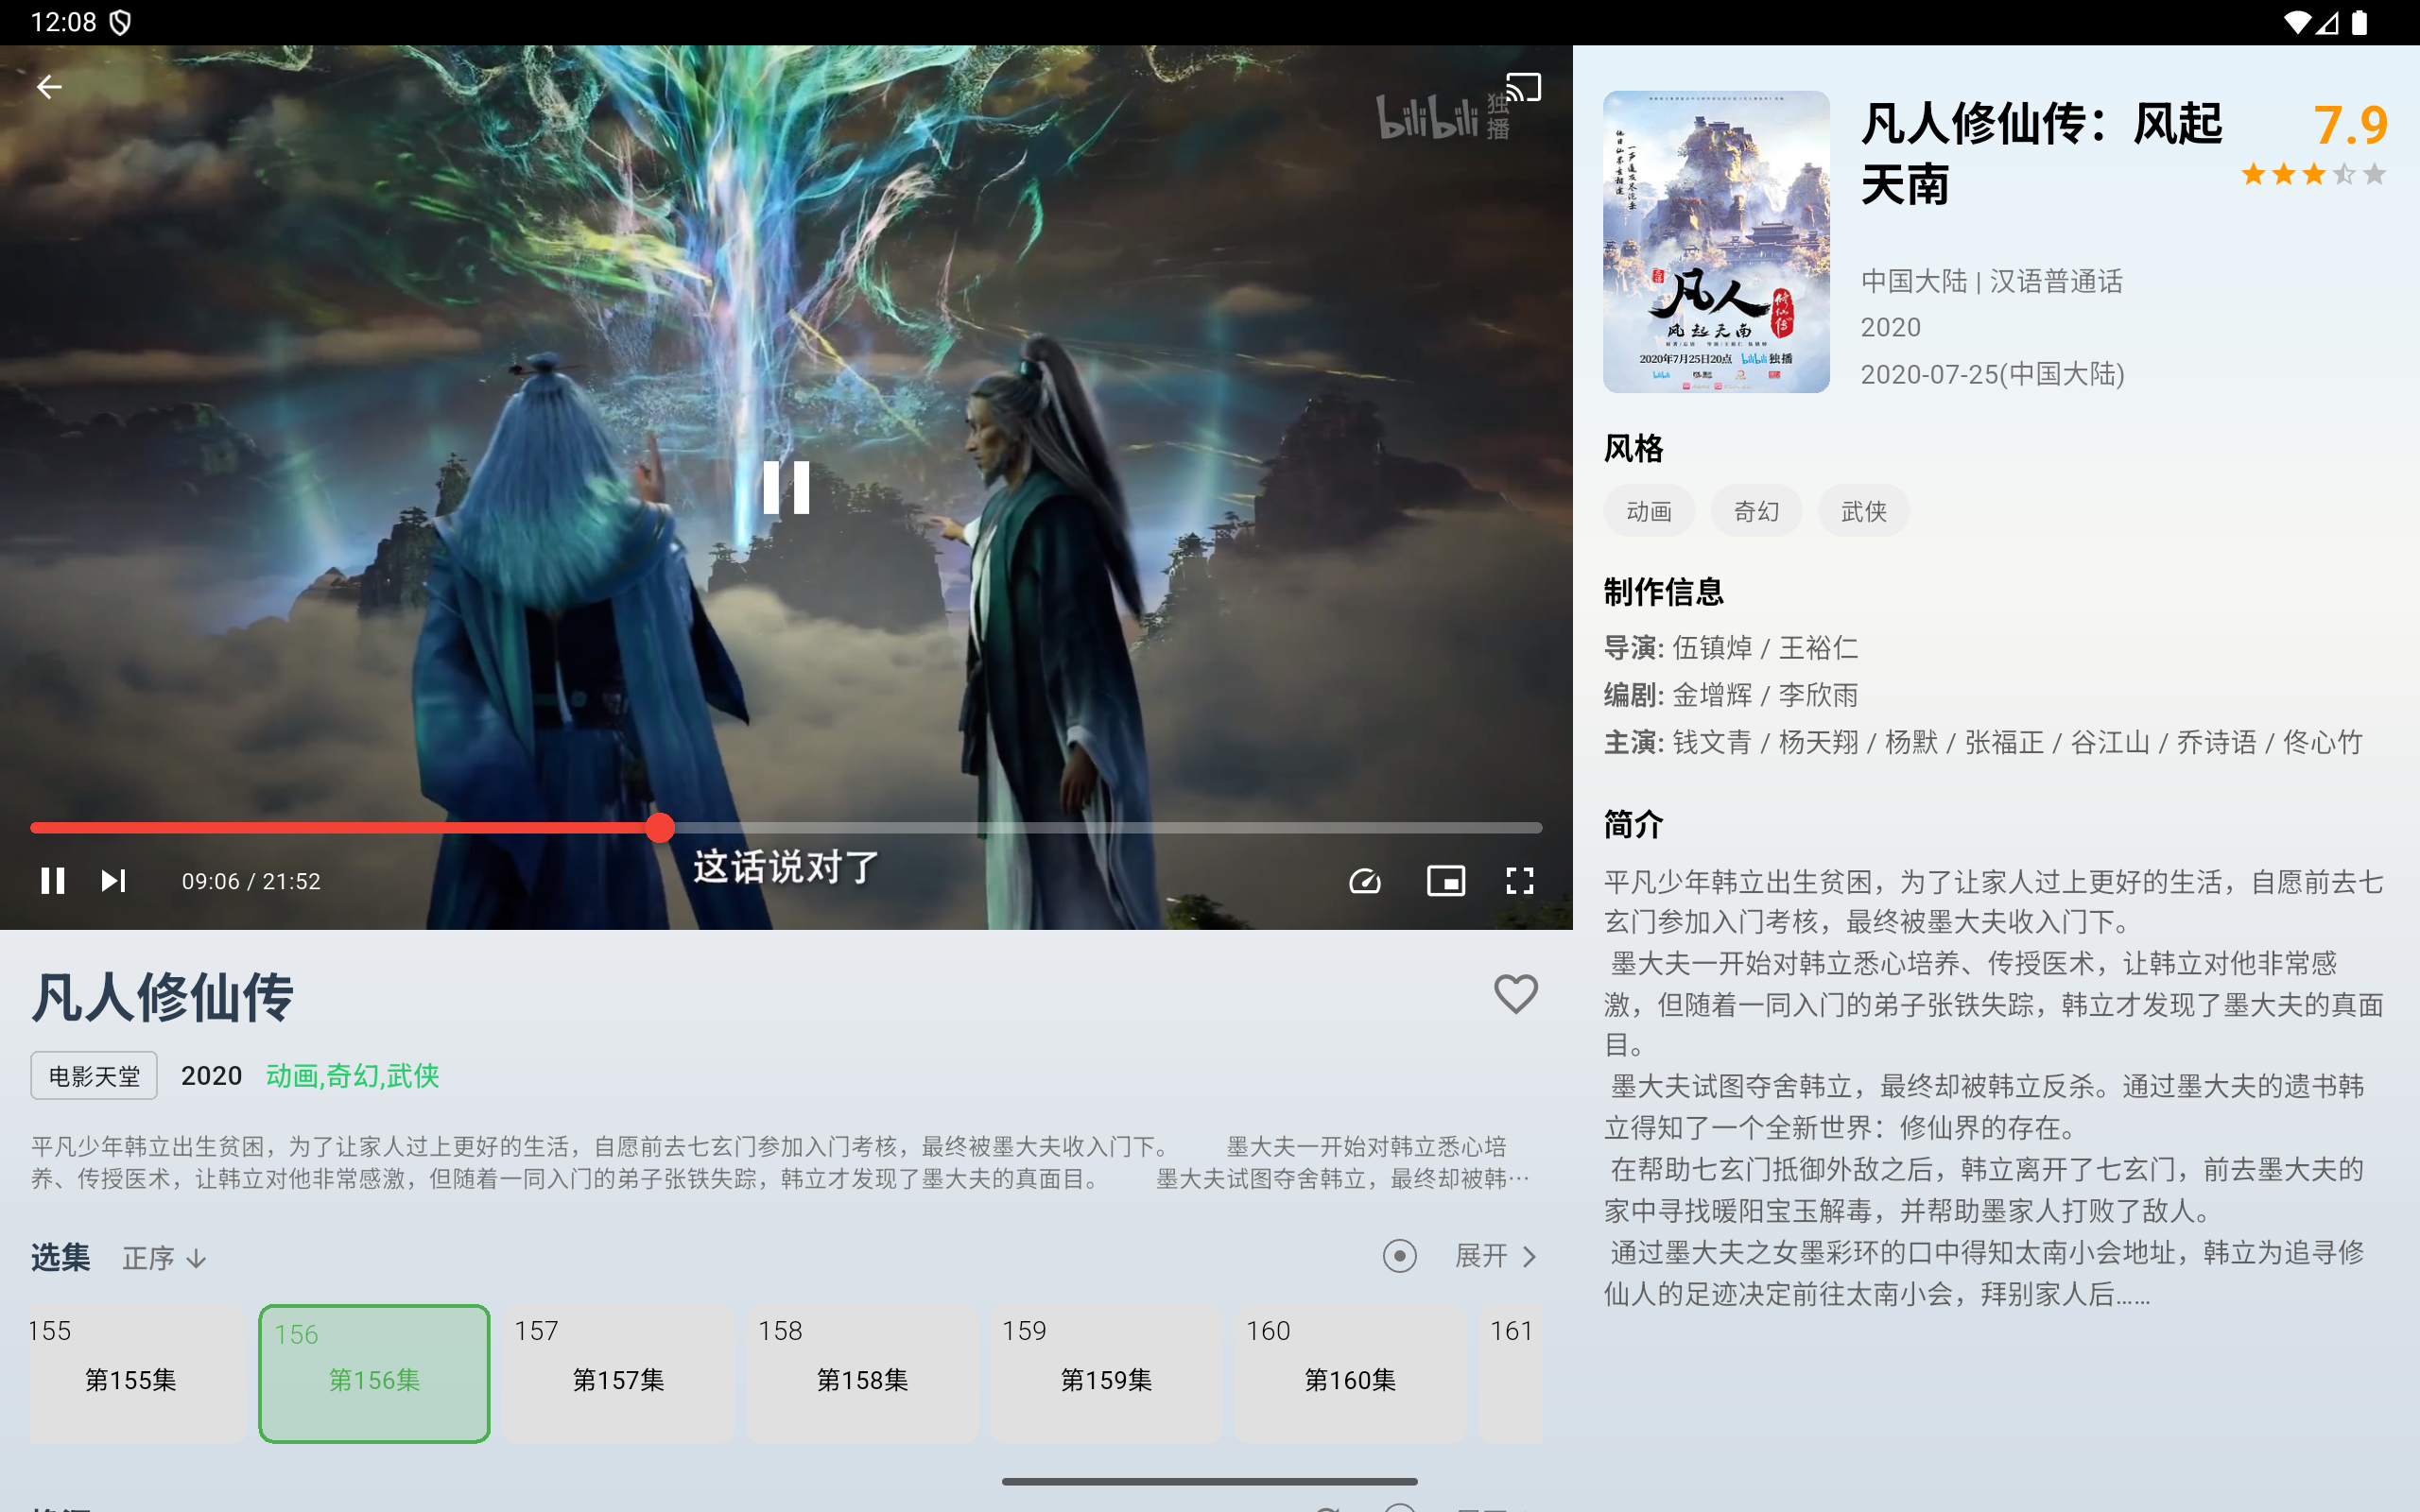 12:08
bilibili 独播
这话说对了
09:06 / 21:52
凡人修仙传
电影天堂 2020 动画,奇幻,武侠
平凡少年韩立出生贫困，为了让家人过上更好的生活，自愿前去七玄门参加入门考核，最终被墨大夫收入门下。 墨大夫一开始对韩立悉心培
养、传授医术，让韩立对他非常感激，但随着一同入门的弟子张铁失踪，韩立才发现了墨大夫的真面目。 墨大夫试图夺舍韩立，最终却被韩…
选集 正序 展开
155 156 157 158 159 160 161
第155集 第156集 第157集 第158集 第159集 第160集
凡人
修仙传
风起天南
2020年7月25日20点 bilibili独播
凡人修仙传：风起
天南
7.9
中国大陆 | 汉语普通话
2020
2020-07-25(中国大陆)
风格
动画 奇幻 武侠
制作信息
导演: 伍镇焯 / 王裕仁
编剧: 金增辉 / 李欣雨
主演: 钱文青 / 杨天翔 / 杨默 / 张福正 / 谷江山 / 乔诗语 / 佟心竹
简介
平凡少年韩立出生贫困，为了让家人过上更好的生活，自愿前去七
玄门参加入门考核，最终被墨大夫收入门下。
墨大夫一开始对韩立悉心培养、传授医术，让韩立对他非常感
激，但随着一同入门的弟子张铁失踪，韩立才发现了墨大夫的真面
目。
墨大夫试图夺舍韩立，最终却被韩立反杀。通过墨大夫的遗书韩
立得知了一个全新世界：修仙界的存在。
在帮助七玄门抵御外敌之后，韩立离开了七玄门，前去墨大夫的
家中寻找暖阳宝玉解毒，并帮助墨家人打败了敌人。
通过墨大夫之女墨彩环的口中得知太南小会地址，韩立为追寻修
仙人的足迹决定前往太南小会，拜别家人后……